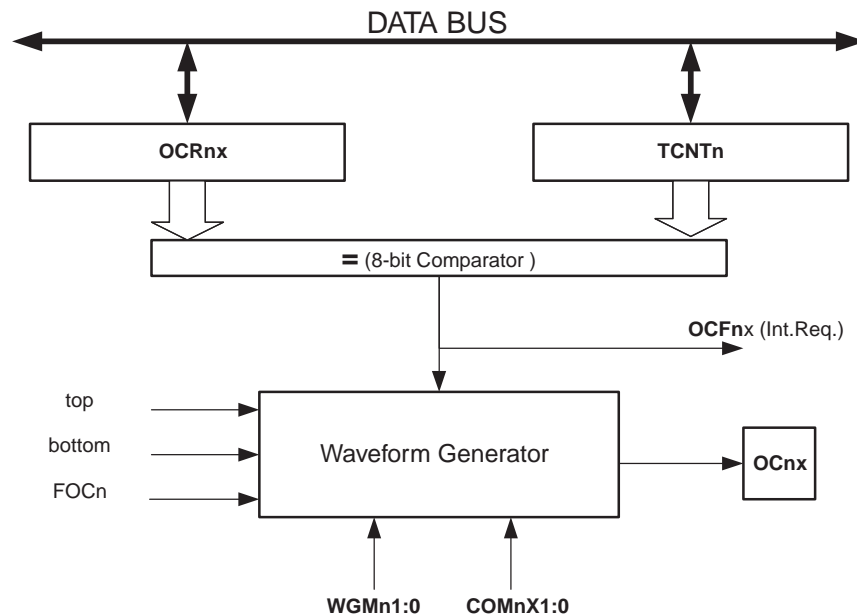 DATA BUS
OCRnx
TCNTn
= (8-bit Comparator )
OCFnx (Int.Req.)
top
bottom
FOCn
Waveform Generator
OCnx
WGMn1:0
COMnX1:0